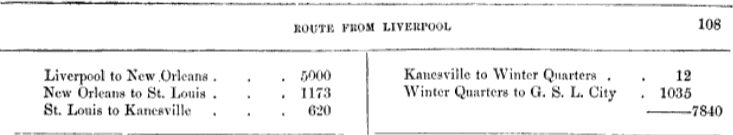 ROUTE FROM LIVERPOOL 108
Liverpool to New Orleans . . . 5000
New Orleans to St. Louis . . . 1173
St. Louis to Kanesville . . . 620
Kanesville to Winter Quarters . . 12
Winter Quarters to G. S. L. City . 1035
——7840